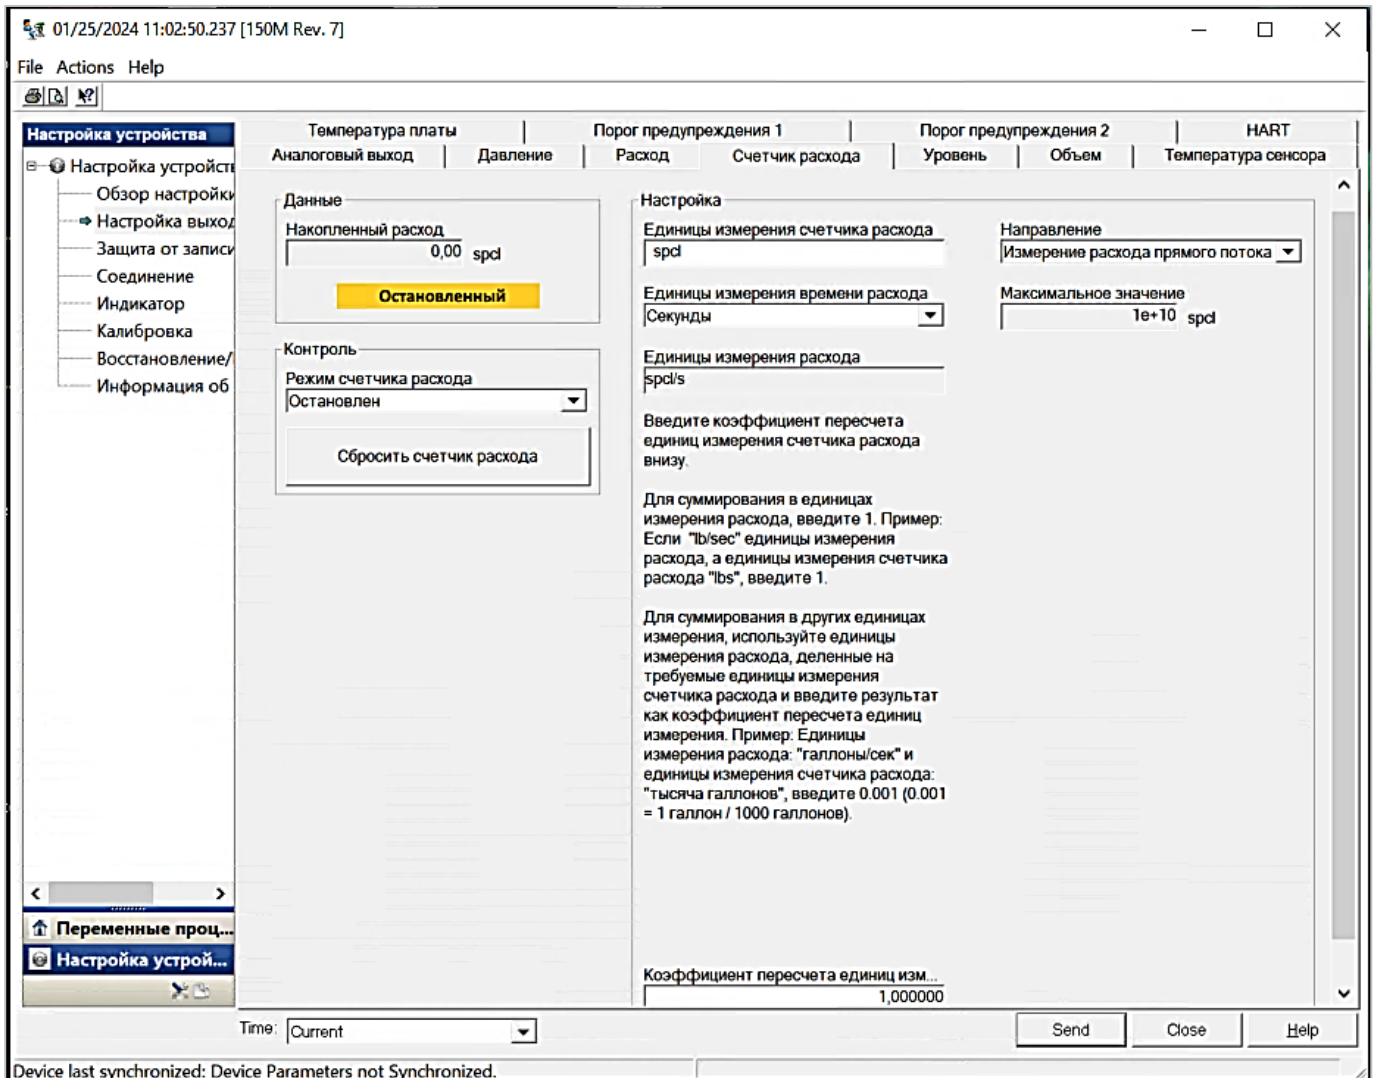 01/25/2024 11:02:50.237 [150M Rev. 7]
File Actions Help
Настройка устройства
Настройка устройств
Обзор настройки
Настройка выход
Защита от записи
Соединение
Индикатор
Калибровка
Восстановление/
Информация об
Переменные проц...
Настройка устрой...
Температура платы
Порог предупреждения 1
Порог предупреждения 2
HART
Аналоговый выход
Давление
Расход
Счетчик расхода
Уровень
Объем
Температура сенсора
Данные
Накопленный расход
0,00 spcl
Остановленный
Контроль
Режим счетчика расхода
Остановлен
Сбросить счетчик расхода
Настройка
Единицы измерения счетчика расхода
spcl
Единицы измерения времени расхода
Секунды
Единицы измерения расхода
spcl/s
Введите коэффициент пересчета
единиц измерения счетчика расхода
внизу.
Для суммирования в единицах
измерения расхода, введите 1. Пример:
Если "lb/sec" единицы измерения
расхода, а единицы измерения счетчика
расхода "lbs", введите 1.
Для суммирования в других единицах
измерения, используйте единицы
измерения расхода, деленные на
требуемые единицы измерения
счетчика расхода и введите результат
как коэффициент пересчета единиц
измерения. Пример: Единицы
измерения расхода: "галлоны/сек" и
единицы измерения счетчика расхода:
"тысяча галлонов", введите 0.001 (0.001
= 1 галлон / 1000 галлонов).
Коэффициент пересчета единиц изм...
1,000000
Направление
Измерение расхода прямого потока
Максимальное значение
1e+10 spcl
Time: Current
Send
Close
Help
Device last synchronized: Device Parameters not Synchronized.